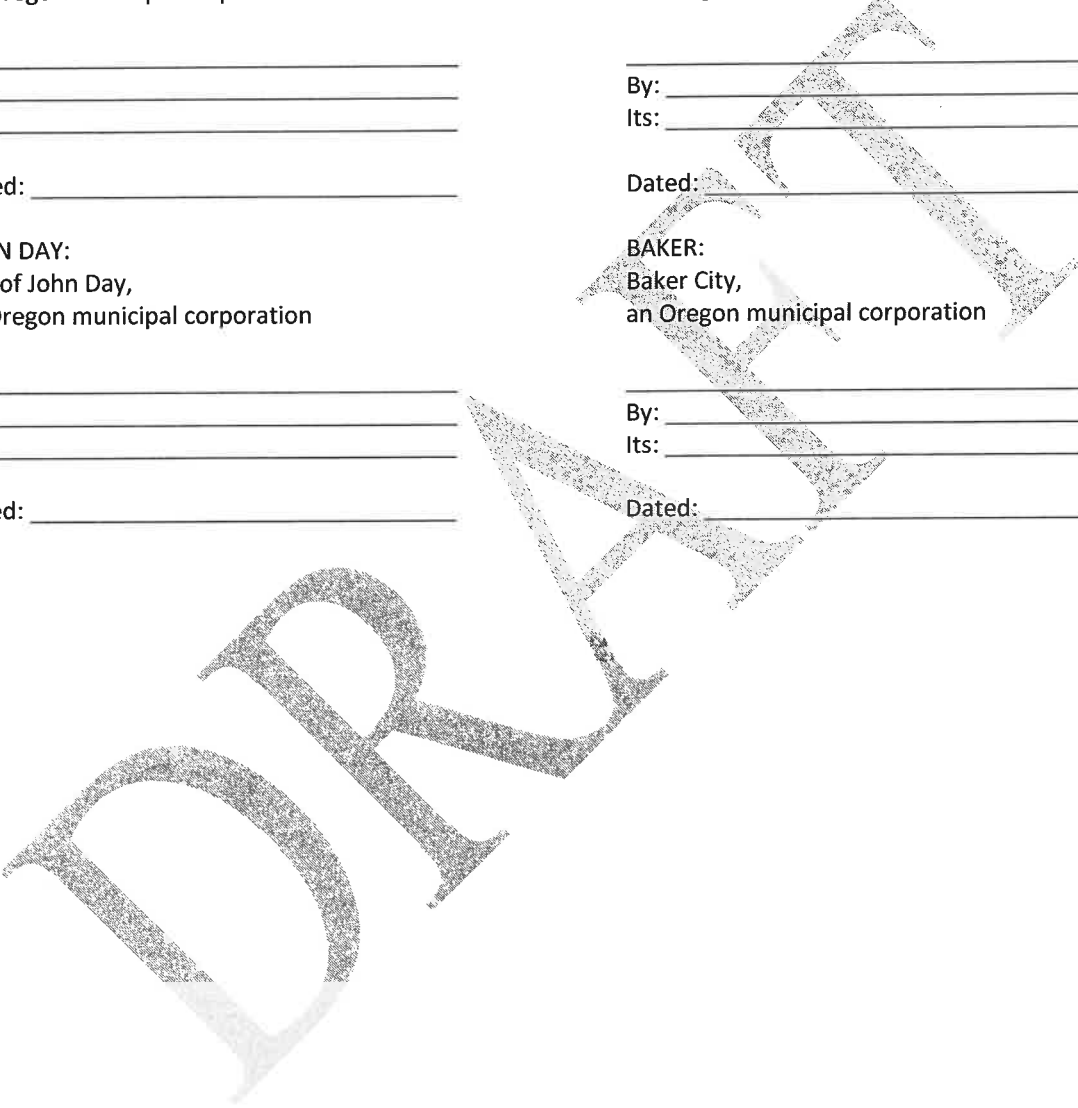 By:
Its:
ed:
Dated:
N DAY:
of John Day,
regon municipal corporation
BAKER:
Baker City,
an Oregon municipal corporation
By:
Its:
ed:
Dated:
DRAFT